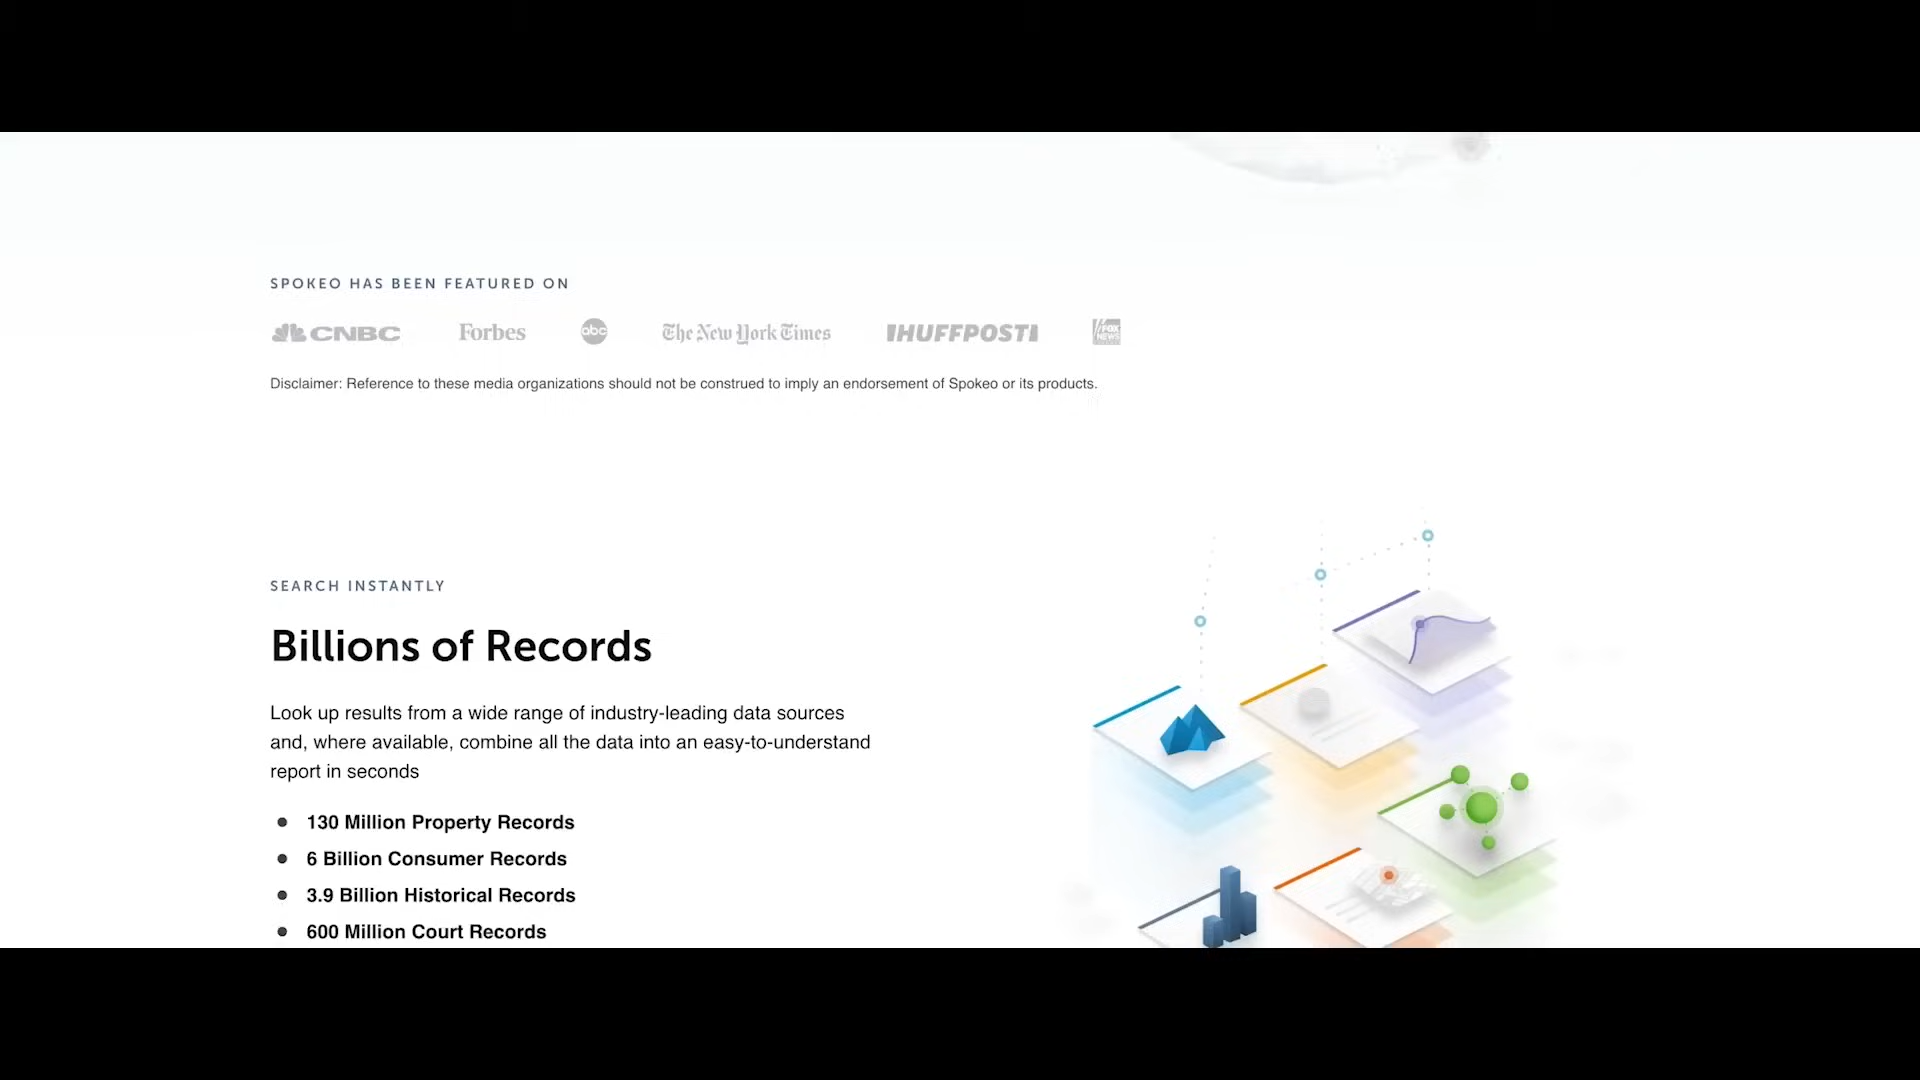 SPOKEO HAS BEEN FEATURED ON
CNBC Forbes abc The New York Times HUFFPOST FOX NEWS
Disclaimer: Reference to these media organizations should not be construed to imply an endorsement of Spokeo or its products.
SEARCH INSTANTLY
Billions of Records
Look up results from a wide range of industry-leading data sources
and, where available, combine all the data into an easy-to-understand
report in seconds
130 Million Property Records
6 Billion Consumer Records
3.9 Billion Historical Records
600 Million Court Records